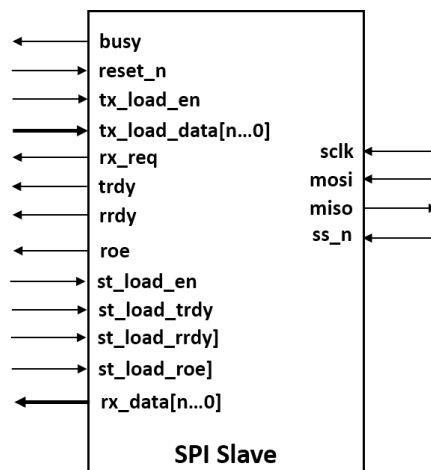 busy
reset_n
tx_load_en
tx_load_data[n...0]
rx_req
trdy
rrdy
roe
st_load_en
st_load_trdy
st_load_rrdy]
st_load_roe]
rx_data[n...0]
sclk
mosi
miso
ss_n
SPI Slave